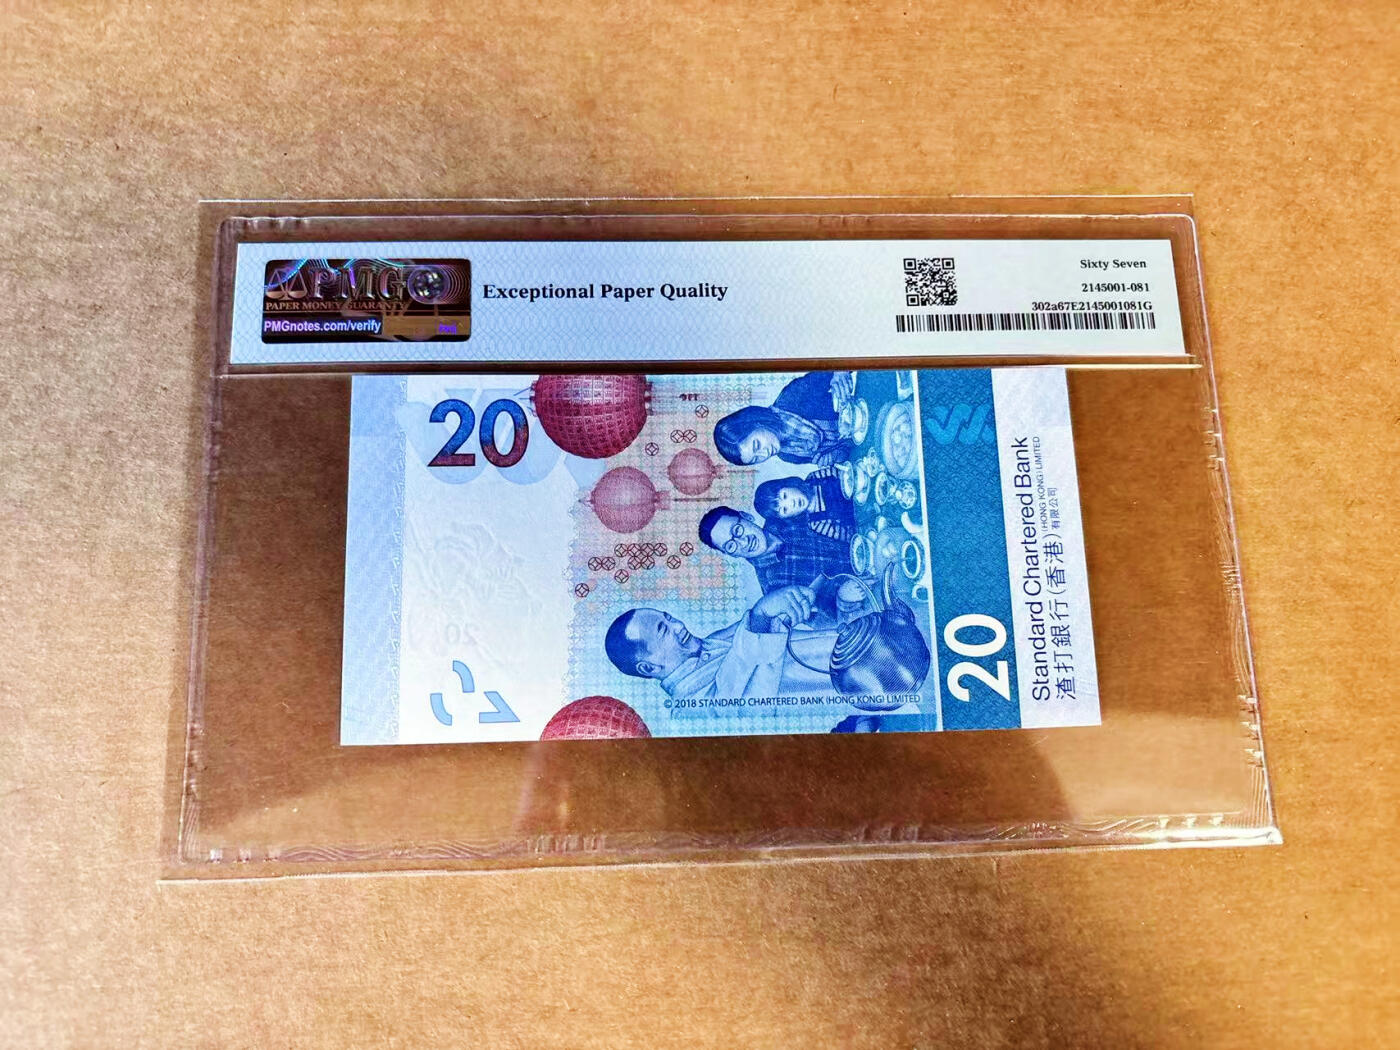 PMG
PAPER MONEY GUARANTY
PMGnotes.com/verify
Exceptional Paper Quality
Sixty Seven
2145001-081
302a67E2145001081G
20
© 2018 STANDARD CHARTERED BANK (HONG KONG) LIMITED
20
Standard Chartered Bank
(HONG KONG) LIMITED
渣打銀行(香港)有限公司
20